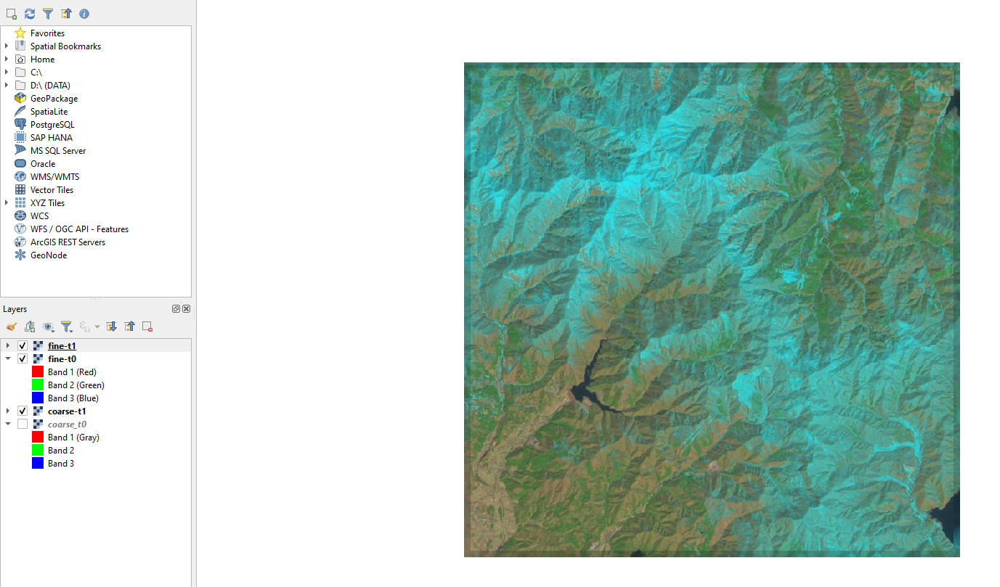 Favorites
Spatial Bookmarks
Home
C:\
D:\ (DATA)
GeoPackage
SpatiaLite
PostgreSQL
SAP HANA
MS SQL Server
Oracle
WMS/WMTS
Vector Tiles
XYZ Tiles
WCS
WFS / OGC API - Features
ArcGIS REST Servers
GeoNode
Layers
fine-t1
fine-t0
Band 1 (Red)
Band 2 (Green)
Band 3 (Blue)
coarse-t1
coarse_t0
Band 1 (Gray)
Band 2
Band 3